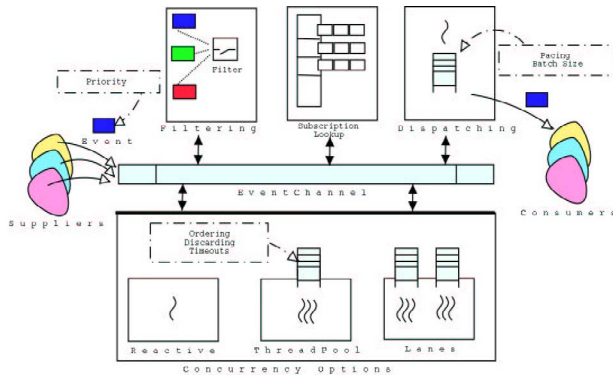 Pacing
Batch Size
Priority
Filter
Event
Filtering
Subscription
Lookup
Dispatching
EventChannel
Suppliers
Consumers
Ordering
Discarding
Timeouts
Reactive
ThreadPool
Lanes
Concurrency Options